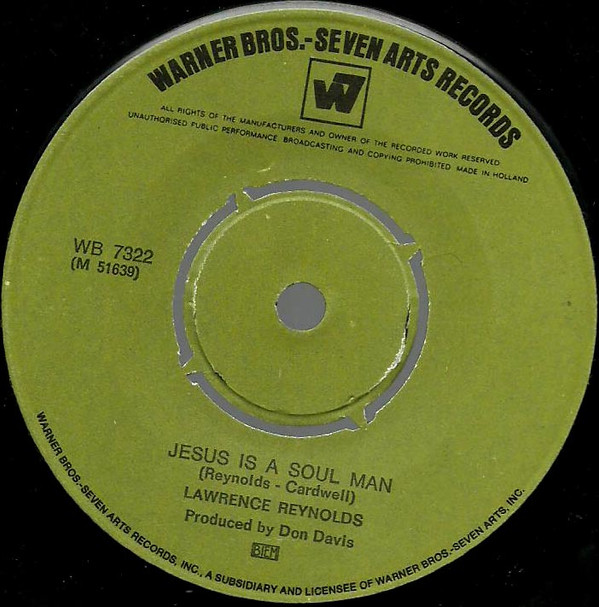 WARNER BROS.-SEVEN ARTS RECORDS
W7
ALL RIGHTS OF THE MANUFACTURERS AND OWNER OF THE RECORDED WORK RESERVED
UNAUTHORISED PUBLIC PERFORMANCE. BROADCASTING AND COPYING PROHIBITED MADE IN HOLLAND
WB 7322
(M 51639)
JESUS IS A SOUL MAN
(Reynolds - Cardwell)
LAWRENCE REYNOLDS
Produced by Don Davis
BIEM
WARNER BROS.-SEVEN ARTS RECORDS, INC., A SUBSIDIARY AND LICENSEE OF WARNER BROS.-SEVEN ARTS, INC.